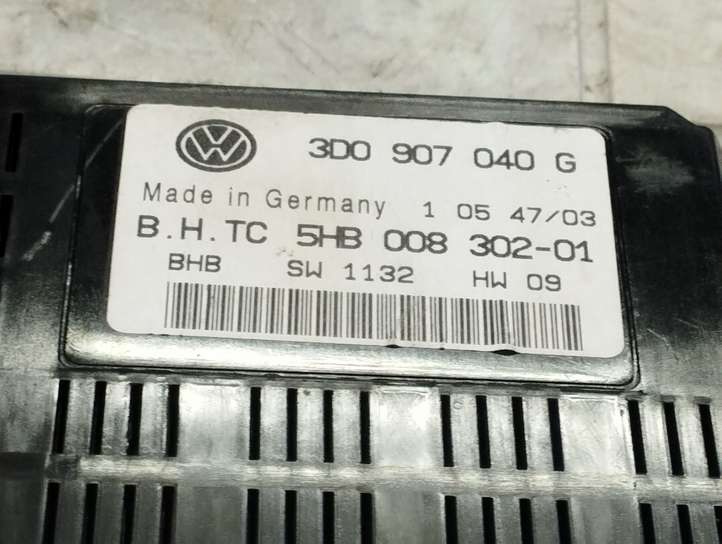 3D0 907 040 G
Made in Germany 1 05 47/03
B.H.TC 5HB 008 302-01
BHB SW 1132 HW 09